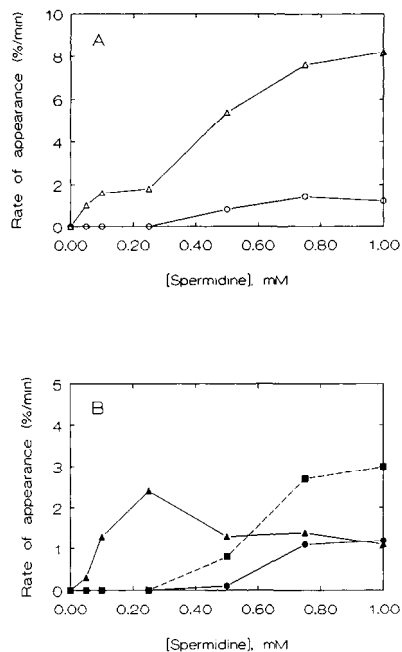 A
Rate of appearance (%/min)
10
8
6
4
2
0
0.00 0.20 0.40 0.60 0.80 1.00
[Spermidine], mM
B
Rate of appearance (%/min)
5
4
3
2
1
0
0.00 0.20 0.40 0.60 0.80 1.00
[Spermidine], mM